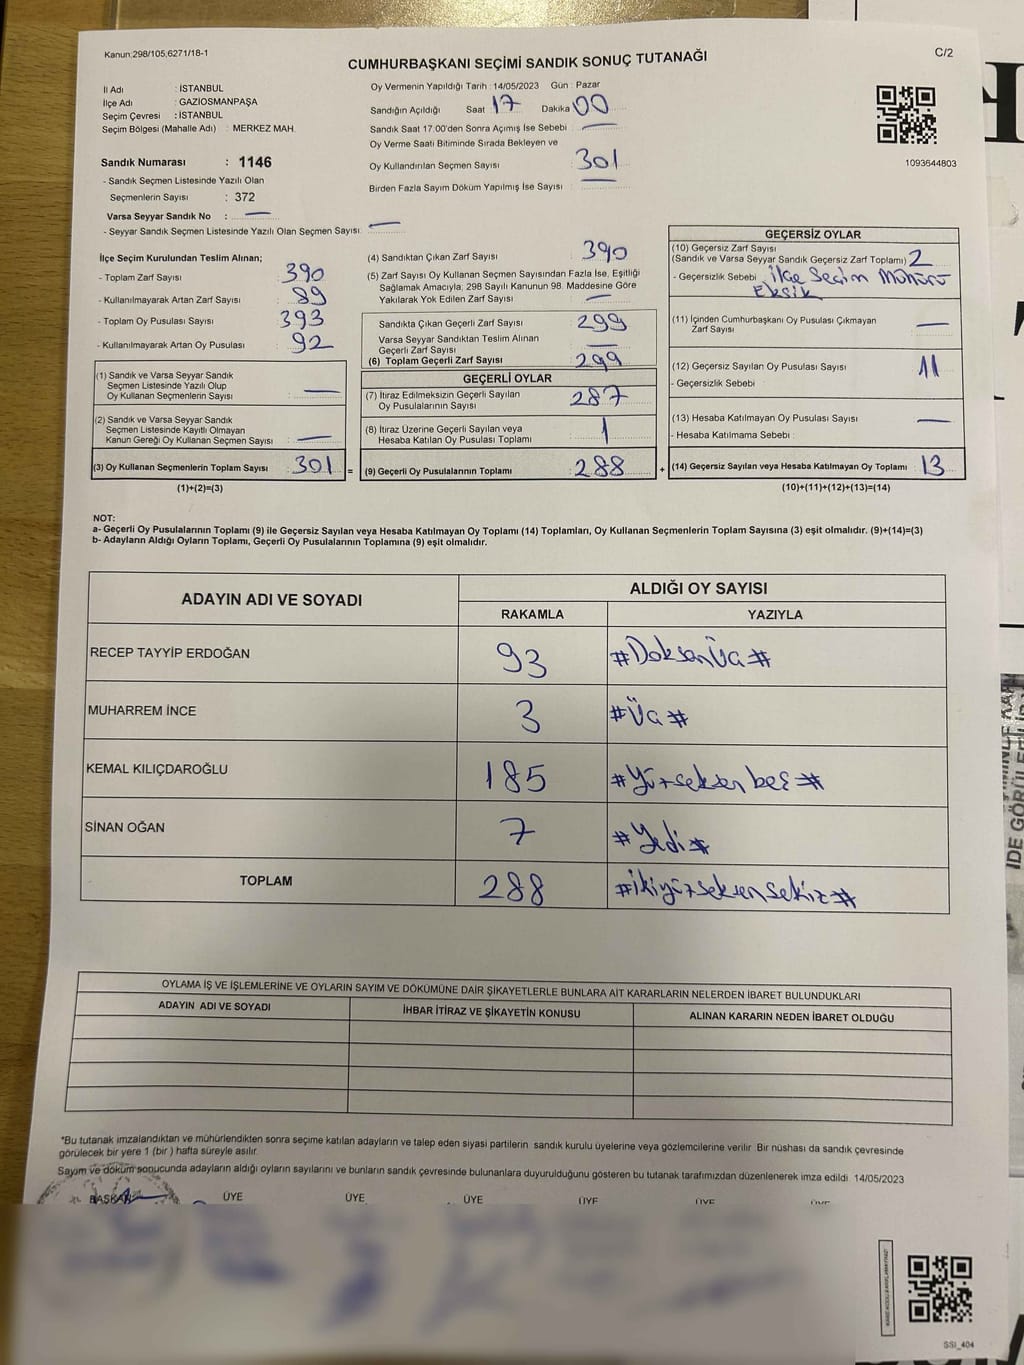 Kanun:298/105,6271/18-1
C/2
CUMHURBAŞKANI SEÇİMİ SANDIK SONUÇ TUTANAĞI
İl Adı : İSTANBUL
İlçe Adı : GAZİOSMANPAŞA
Seçim Çevresi : İSTANBUL
Seçim Bölgesi (Mahalle Adı) : MERKEZ MAH.
Sandık Numarası : 1146
- Sandık Seçmen Listesinde Yazılı Olan
Seçmenlerin Sayısı : 372
Varsa Seyyar Sandık No : —
- Seyyar Sandık Seçmen Listesinde Yazılı Olan Seçmen Sayısı: —
Oy Vermenin Yapıldığı Tarih : 14/05/2023 Gün : Pazar
Sandığın Açıldığı Saat 17 Dakika 00
Sandık Saat 17.00'den Sonra Açımış İse Sebebi : —
Oy Verme Saati Bitiminde Sırada Bekleyen ve
Oy Kullandırılan Seçmen Sayısı : 301
Birden Fazla Sayım Döküm Yapılmış İse Sayısı : —
1093644803
İlçe Seçim Kurulundan Teslim Alınan;
- Toplam Zarf Sayısı : 390
- Kullanılmayarak Artan Zarf Sayısı : 89
- Toplam Oy Pusulası Sayısı : 393
- Kullanılmayarak Artan Oy Pusulası : 92
(1) Sandık ve Varsa Seyyar Sandık
Seçmen Listesinde Yazılı Olup
Oy Kullanan Seçmenlerin Sayısı : —
(2) Sandık ve Varsa Seyyar Sandık
Seçmen Listesinde Kayıtlı Olmayan
Kanun Gereği Oy Kullanan Seçmen Sayısı : —
(3) Oy Kullanan Seçmenlerin Toplam Sayısı : 301 =
(1)+(2)=(3)
(4) Sandıktan Çıkan Zarf Sayısı : 390
(5) Zarf Sayısı Oy Kullanan Seçmen Sayısından Fazla İse, Eşitliği
Sağlamak Amacıyla; 298 Sayılı Kanunun 98. Maddesine Göre
Yakılarak Yok Edilen Zarf Sayısı : —
Sandıkta Çıkan Geçerli Zarf Sayısı : 299
Varsa Seyyar Sandıktan Teslim Alınan
Geçerli Zarf Sayısı : —
(6) Toplam Geçerli Zarf Sayısı : 299
GEÇERLİ OYLAR
(7) İtiraz Edilmeksizin Geçerli Sayılan
Oy Pusulalarının Sayısı : 287
(8) İtiraz Üzerine Geçerli Sayılan veya
Hesaba Katılan Oy Pusulası Toplamı : 1
(9) Geçerli Oy Pusulalarının Toplamı : 288 +
GEÇERSİZ OYLAR
(10) Geçersiz Zarf Sayısı
(Sandık ve Varsa Seyyar Sandık Geçersiz Zarf Toplamı) 2
- Geçersizlik Sebebi : İlçe Seçim Mühürü
Eksik
(11) İçinden Cumhurbaşkanı Oy Pusulası Çıkmayan
Zarf Sayısı : —
(12) Geçersiz Sayılan Oy Pusulası Sayısı : 11
- Geçersizlik Sebebi :
(13) Hesaba Katılmayan Oy Pusulası Sayısı : —
- Hesaba Katılmama Sebebi :
(14) Geçersiz Sayılan veya Hesaba Katılmayan Oy Toplamı : 13
(10)+(11)+(12)+(13)=(14)
NOT:
a- Geçerli Oy Pusulalarının Toplamı (9) ile Geçersiz Sayılan veya Hesaba Katılmayan Oy Toplamı (14) Toplamları, Oy Kullanan Seçmenlerin Toplam Sayısına (3) eşit olmalıdır. (9)+(14)=(3)
b- Adayların Aldığı Oyların Toplamı, Geçerli Oy Pusulalarının Toplamına (9) eşit olmalıdır.
ADAYIN ADI VE SOYADI
ALDIĞI OY SAYISI
RAKAMLA YAZIYLA
RECEP TAYYİP ERDOĞAN 93 #DoksanÜç#
MUHARREM İNCE 3 #Üç#
KEMAL KILIÇDAROĞLU 185 #Yüzseksenbeş#
SİNAN OĞAN 7 #Yedi#
TOPLAM 288 #ikiyüzseksensekiz#
OYLAMA İŞ VE İŞLEMLERİNE VE OYLARIN SAYIM VE DÖKÜMÜNE DAİR ŞİKAYETLERLE BUNLARA AİT KARARLARIN NELERDEN İBARET BULUNDUKLARI
ADAYIN ADI VE SOYADI İHBAR İTİRAZ VE ŞİKAYETİN KONUSU ALINAN KARARIN NEDEN İBARET OLDUĞU
*Bu tutanak imzalandıktan ve mühürlendikten sonra seçime katılan adayların ve talep eden siyasi partilerin sandık kurulu üyelerine veya gözlemcilerine verilir. Bir nüshası da sandık çevresinde
görülecek bir yere 1 (bir) hafta süreyle asılır.
Sayım ve döküm sonucunda adayların aldığı oyların sayılarını ve bunların sandık çevresinde bulunanlara duyurulduğunu gösteren bu tutanak tarafımızdan düzenlenerek imza edildi. 14/05/2023
BAŞKAN ÜYE ÜYE ÜYE ÜYE ÜYE ÜYE
SSİ_404